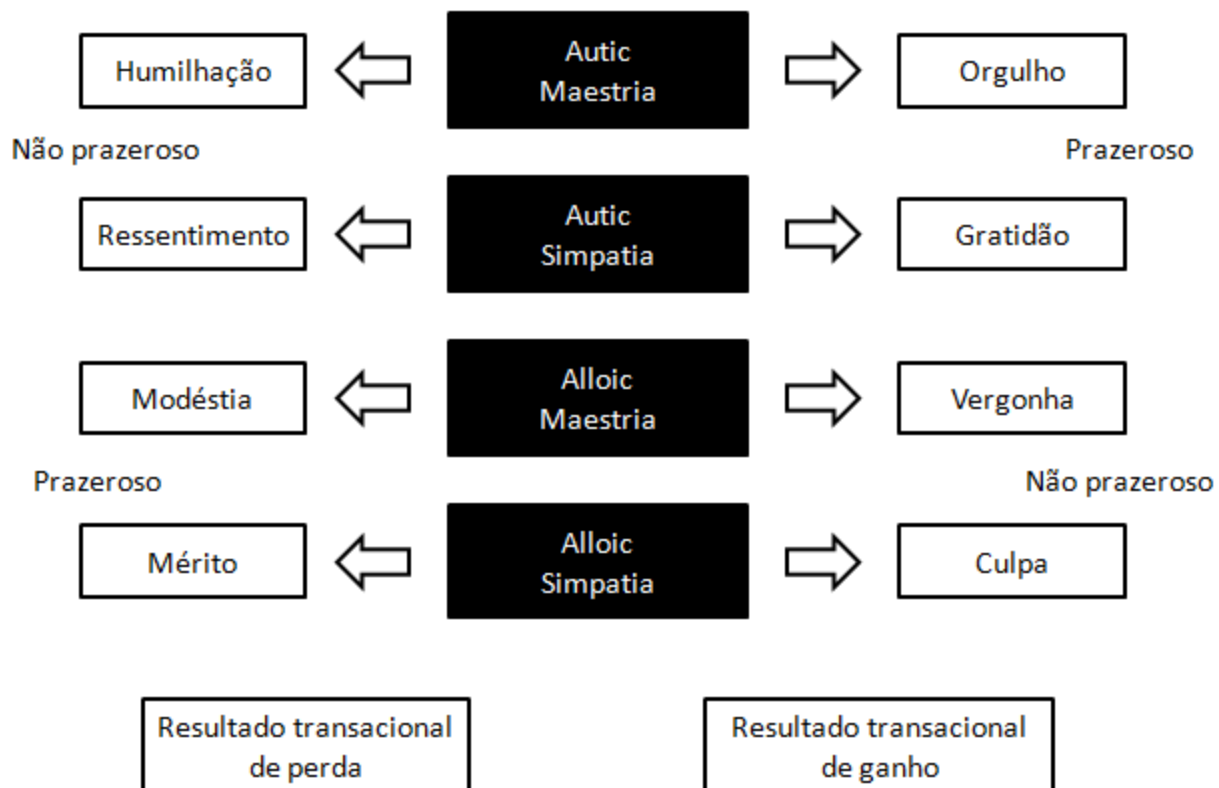 Humilhação
Autic
Maestria
Orgulho
Não prazeroso
Prazeroso
Ressentimento
Autic
Simpatia
Gratidão
Modéstia
Alloic
Maestria
Vergonha
Prazeroso
Não prazeroso
Mérito
Alloic
Simpatia
Culpa
Resultado transacional
de perda
Resultado transacional
de ganho